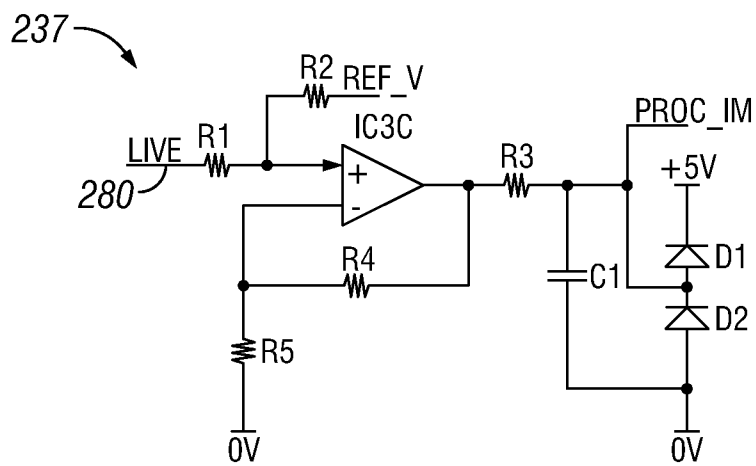 237
R2
REF_V
IC3C
PROC_IM
LIVE
R1
+
R3
+5V
280
-
R4
C1
D1
D2
R5
0V
0V